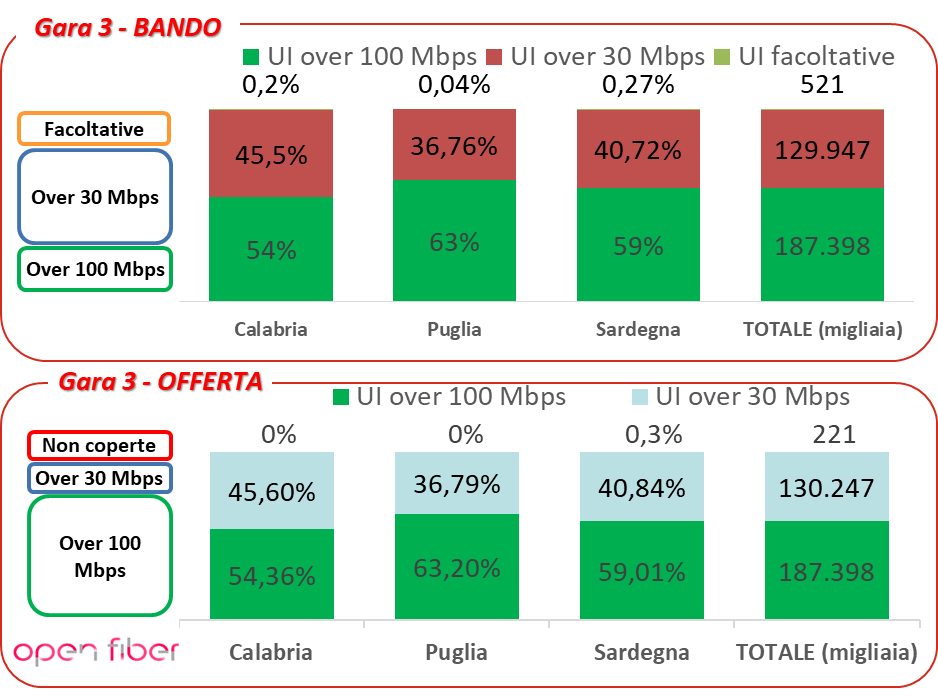 Gara 3 - BANDO
UI over 100 Mbps UI over 30 Mbps UI facoltative
0,2% 0,04% 0,27% 521
Facoltative
45,5% 36,76% 40,72% 129.947
Over 30 Mbps
54% 63% 59% 187.398
Over 100 Mbps
Calabria Puglia Sardegna TOTALE (migliaia)
Gara 3 - OFFERTA
UI over 100 Mbps UI over 30 Mbps
0% 0% 0,3% 221
Non coperte
Over 30 Mbps
45,60% 36,79% 40,84% 130.247
Over 100
Mbps
54,36% 63,20% 59,01% 187.398
open fiber
Calabria Puglia Sardegna TOTALE (migliaia)